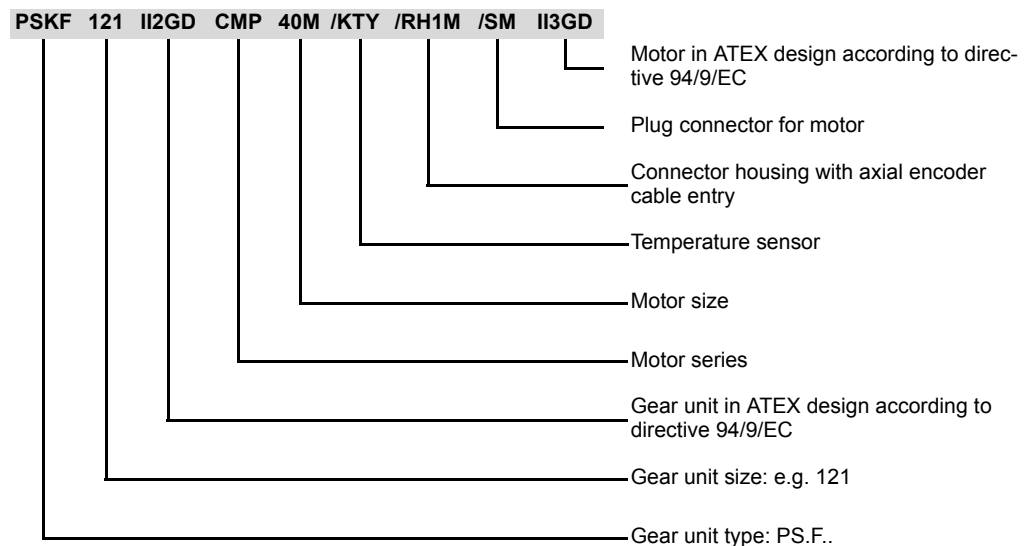 PSKF 121 II2GD CMP 40M /KTY /RH1M /SM II3GD
Motor in ATEX design according to direc-
tive 94/9/EC
Plug connector for motor
Connector housing with axial encoder
cable entry
Temperature sensor
Motor size
Motor series
Gear unit in ATEX design according to
directive 94/9/EC
Gear unit size: e.g. 121
Gear unit type: PS.F..